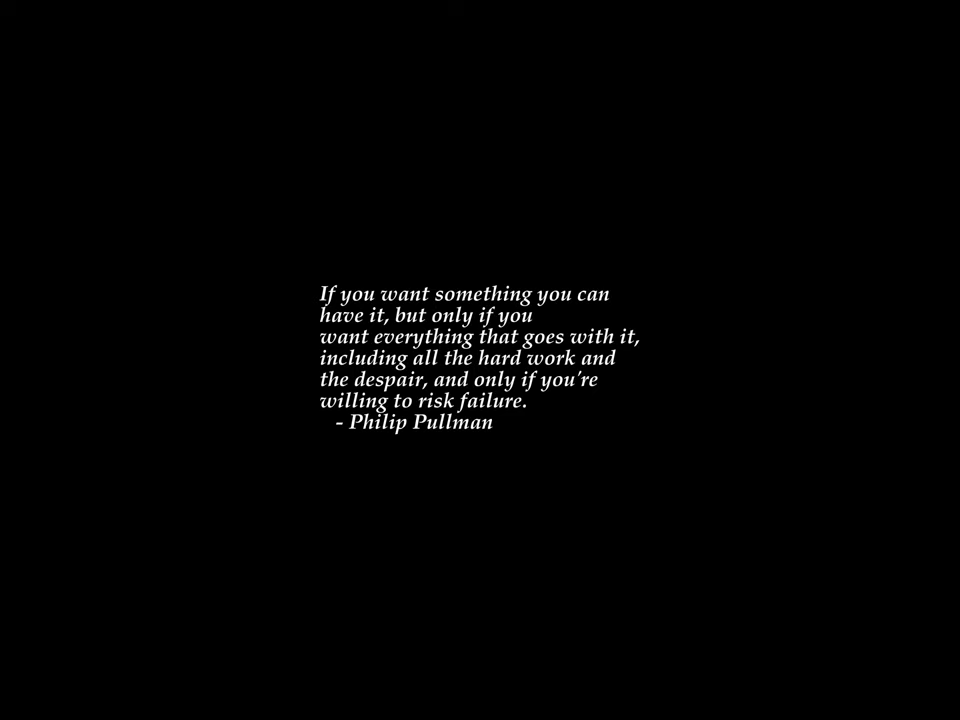 If you want something you can
have it, but only if you
want everything that goes with it,
including all the hard work and
the despair, and only if you're
willing to risk failure.
- Philip Pullman